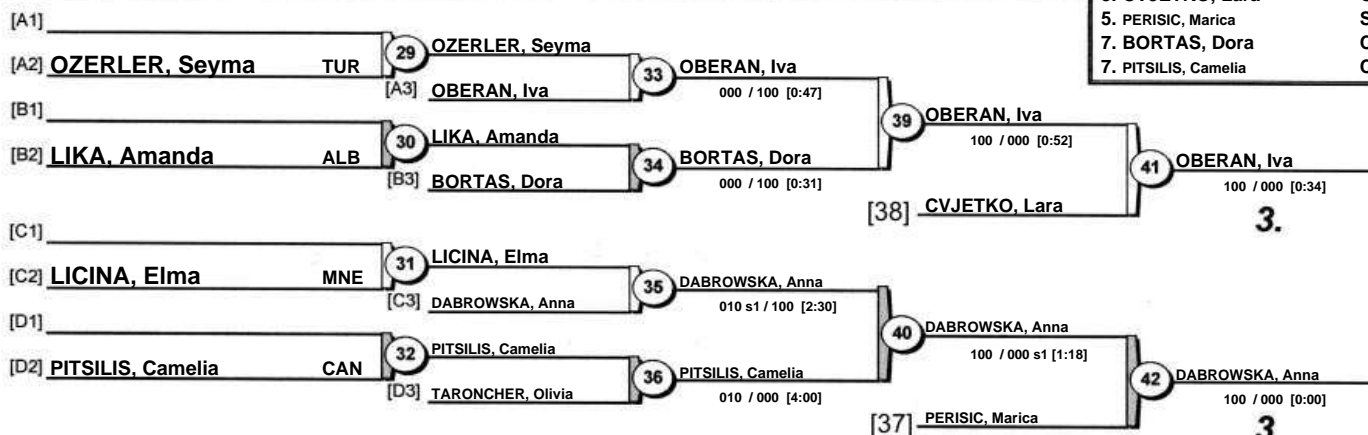 5. PERISIC, Marica
7. BORTAS, Dora
7. PITSILIS, Camelia
[A1]
[A2] OZERLER, Seyma TUR
29
OZERLER, Seyma
[A3] OBERAN, Iva
33
OBERAN, Iva
000 / 100 [0:47]
[B1]
[B2] LIKA, Amanda ALB
30
LIKA, Amanda
[B3] BORTAS, Dora
34
BORTAS, Dora
000 / 100 [0:31]
39
OBERAN, Iva
100 / 000 [0:52]
[38] CVJETKO, Lara
41
OBERAN, Iva
100 / 000 [0:34]
3.
[C1]
[C2] LICINA, Elma MNE
31
LICINA, Elma
[C3] DABROWSKA, Anna
35
DABROWSKA, Anna
010 s1 / 100 [2:30]
[D1]
[D2] PITSILIS, Camelia CAN
32
PITSILIS, Camelia
[D3] TARONCHER, Olivia
36
PITSILIS, Camelia
010 / 000 [4:00]
40
DABROWSKA, Anna
100 / 000 s1 [1:18]
[37] PERISIC, Marica
42
DABROWSKA, Anna
100 / 000 [0:00]
3